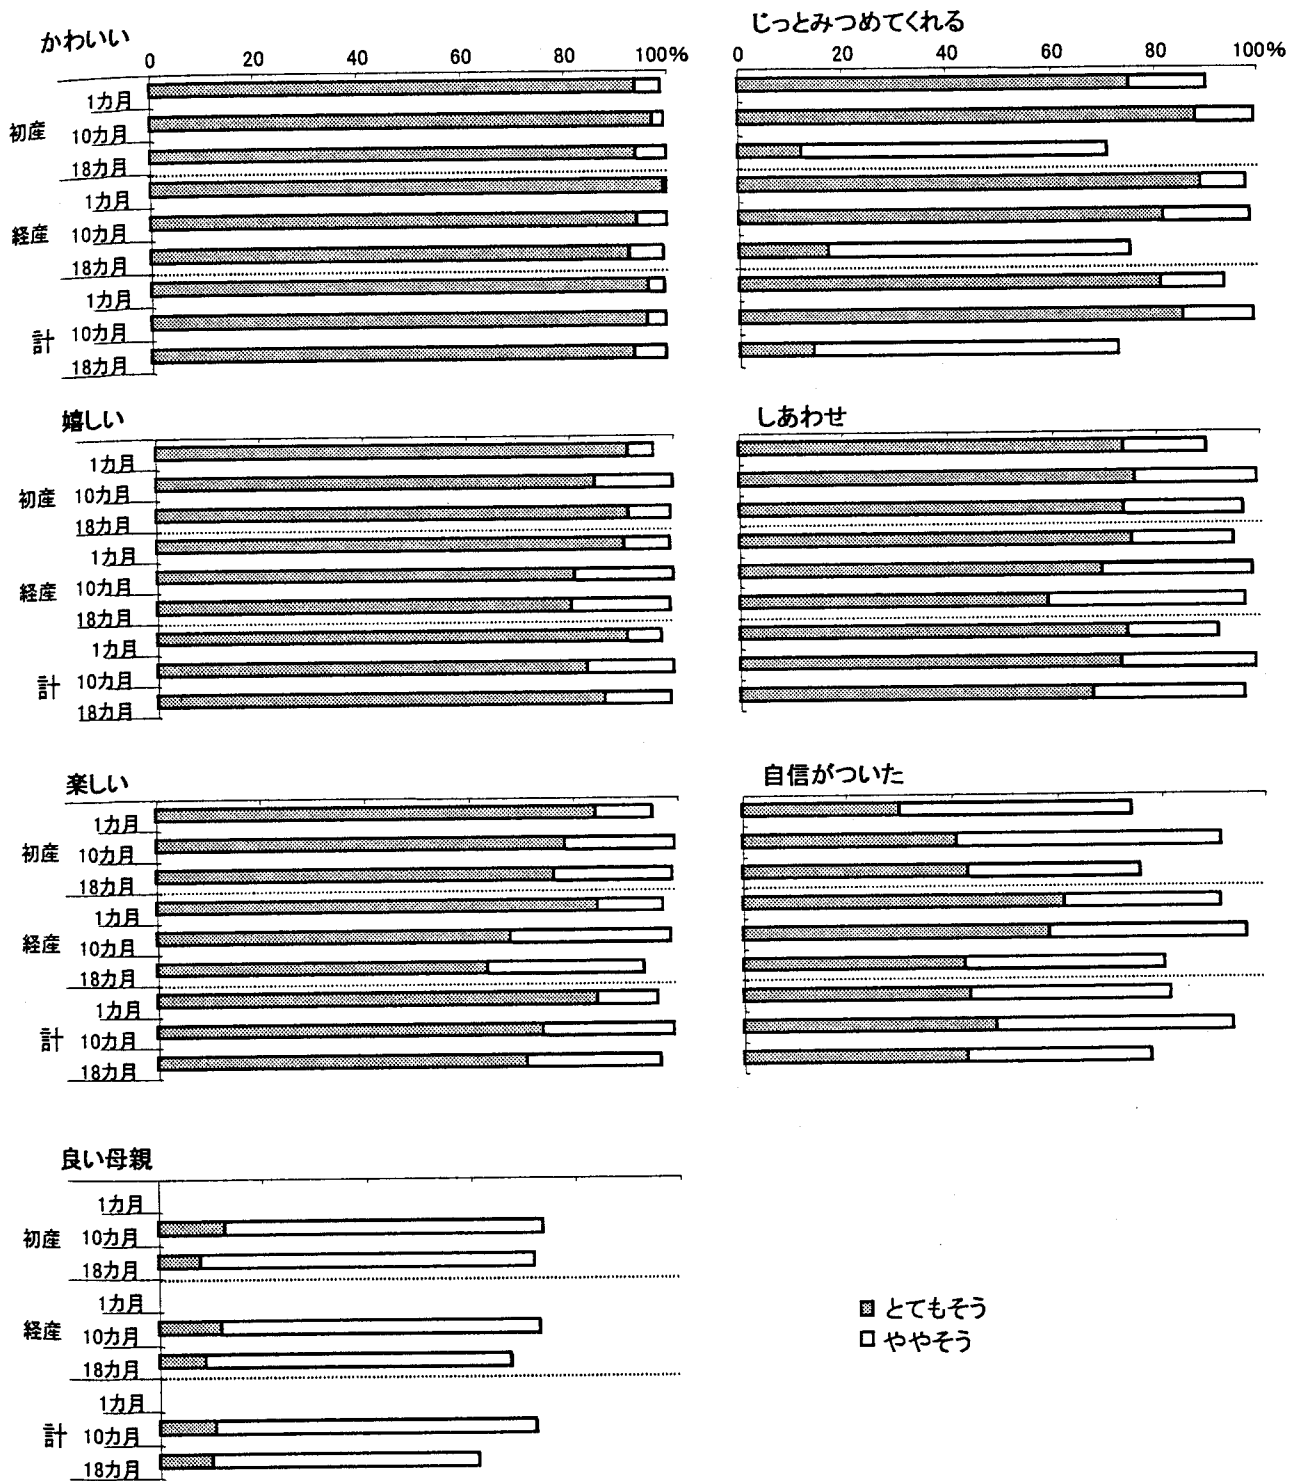 かわいい
0 20 40 60 80 100%
初産
1カ月
10カ月
18カ月
経産
1カ月
10カ月
18カ月
計
1カ月
10カ月
18カ月
じっとみつめてくれる
0 20 40 60 80 100%
嬉しい
初産
1カ月
10カ月
18カ月
経産
1カ月
10カ月
18カ月
計
1カ月
10カ月
18カ月
しあわせ
楽しい
初産
1カ月
10カ月
18カ月
経産
1カ月
10カ月
18カ月
計
1カ月
10カ月
18カ月
自信がついた
良い母親
初産
1カ月
10カ月
18カ月
経産
1カ月
10カ月
18カ月
計
1カ月
10カ月
18カ月
とてもそう
ややそう